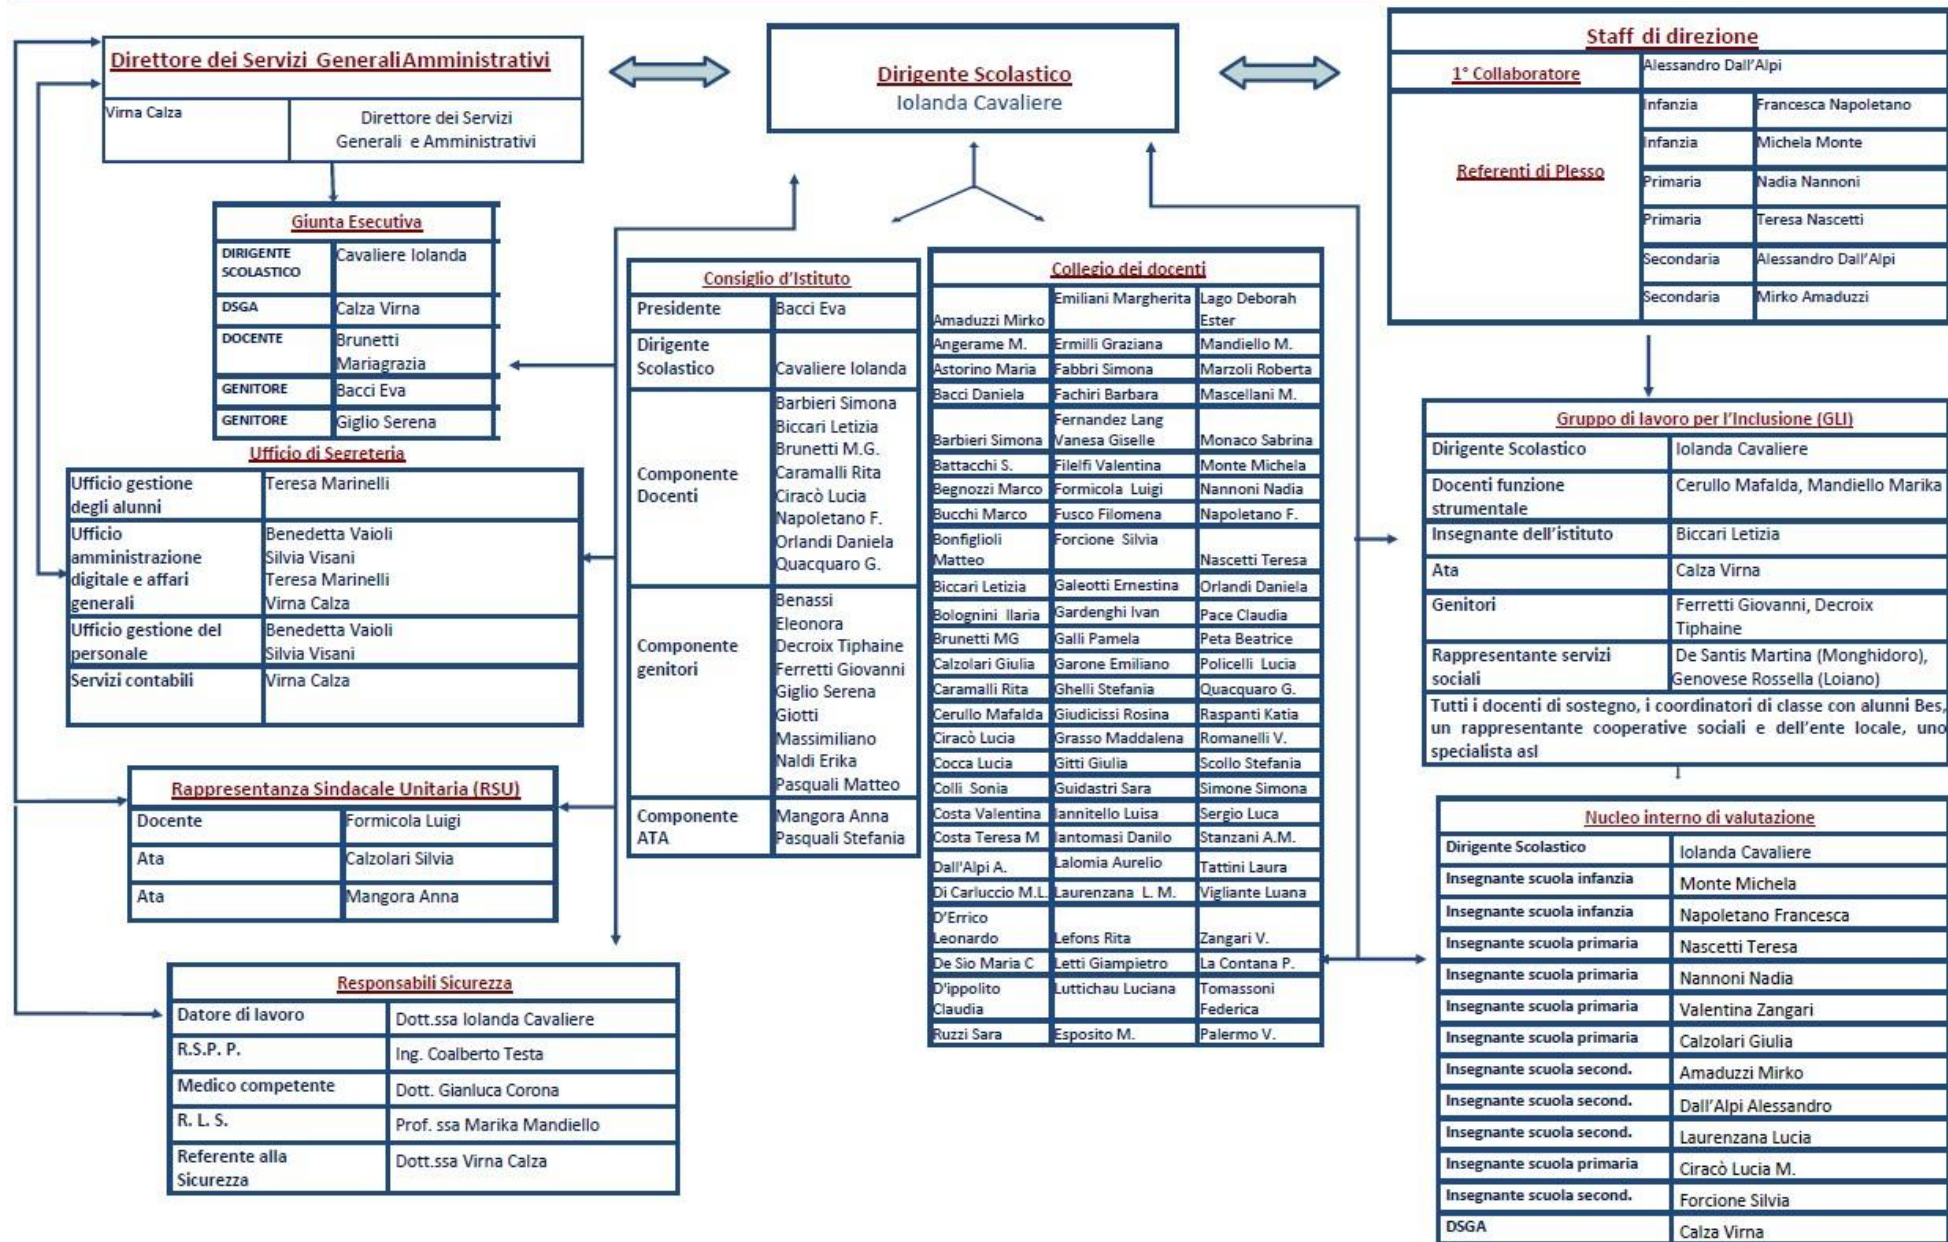 Direttore dei Servizi Generali Amministrativi
Virna Calza
Direttore dei Servizi
Generali e Amministrativi
Dirigente Scolastico
Iolanda Cavaliere
Staff di direzione
1° Collaboratore
Alessandro Dall'Alpi
Referenti di Plesso
Infanzia Francesca Napoletano
Infanzia Michela Monte
Primaria Nadia Nannoni
Primaria Teresa Nascetti
Secondaria Alessandro Dall'Alpi
Secondaria Mirko Amaduzzi
Giunta Esecutiva
DIRIGENTE
SCOLASTICO
Cavaliere Iolanda
DSGA Calza Virna
DOCENTE Brunetti
Mariagrazia
GENITORE Bacci Eva
GENITORE Giglio Serena
Ufficio di Segreteria
Ufficio gestione
degli alunni
Teresa Marinelli
Ufficio
amministrazione
digitale e affari
generali
Benedetta Vaioli
Silvia Visani
Teresa Marinelli
Virna Calza
Ufficio gestione del
personale
Benedetta Vaioli
Silvia Visani
Servizi contabili Virna Calza
Rappresentanza Sindacale Unitaria (RSU)
Docente Formicola Luigi
Ata Calzolari Silvia
Ata Mangora Anna
Responsabili Sicurezza
Datore di lavoro Dott.ssa Iolanda Cavaliere
R.S.P. P. Ing. Coalberto Testa
Medico competente Dott. Gianluca Corona
R. L. S. Prof. ssa Marika Mandiello
Referente alla
Sicurezza
Dott.ssa Virna Calza
Consiglio d'Istituto
Presidente Bacci Eva
Dirigente
Scolastico
Cavaliere Iolanda
Componente
Docenti
Barbieri Simona
Biccari Letizia
Brunetti M.G.
Caramalli Rita
Ciracò Lucia
Napoletano F.
Orlandi Daniela
Quacquaro G.
Componente
genitori
Benassi
Eleonora
Decroix Tiphaine
Ferretti Giovanni
Giglio Serena
Giotti
Massimiliano
Naldi Erika
Pasquali Matteo
Componente
ATA
Mangora Anna
Pasquali Stefania
Collegio dei docenti
Amaduzzi Mirko Emiliani Margherita Lago Deborah
Ester
Angerame M. Ermilli Graziana Mandiello M.
Astorino Maria Fabbri Simona Marzoli Roberta
Bacci Daniela Fachiri Barbara Mascellani M.
Barbieri Simona Fernandez Lang
Vanesa Giselle Monaco Sabrina
Battacchi S. Filelfi Valentina Monte Michela
Begnozzi Marco Formicola Luigi Nannoni Nadia
Bucchi Marco Fusco Filomena Napoletano F.
Bonfiglioli
Matteo Forcione Silvia Nascetti Teresa
Biccari Letizia Galeotti Ernestina Orlandi Daniela
Bolognini Ilaria Gardenghi Ivan Pace Claudia
Brunetti MG Galli Pamela Peta Beatrice
Calzolari Giulia Garone Emiliano Policelli Lucia
Caramalli Rita Ghelli Stefania Quacquaro G.
Cerullo Mafalda Giudicissi Rosina Raspanti Katia
Ciracò Lucia Grasso Maddalena Romanelli V.
Cocca Lucia Gitti Giulia Scollo Stefania
Colli Sonia Guidastri Sara Simone Simona
Costa Valentina Iannitello Luisa Sergio Luca
Costa Teresa M Iantomasi Danilo Stanzani A.M.
Dall'Alpi A. Lalomia Aurelio Tattini Laura
Di Carluccio M.L. Laurenzana L. M. Vigliante Luana
D'Errico
Leonardo Lefons Rita Zangari V.
De Sio Maria C Letti Giampietro La Contana P.
D'ippolito
Claudia Luttichau Luciana Tomassoni
Federica
Ruzzi Sara Esposito M. Palermo V.
Gruppo di lavoro per l'Inclusione (GLI)
Dirigente Scolastico Iolanda Cavaliere
Docenti funzione
strumentale
Cerullo Mafalda, Mandiello Marika
Insegnante dell'istituto Biccari Letizia
Ata Calza Virna
Genitori Ferretti Giovanni, Decroix
Tiphaine
Rappresentante servizi
sociali
De Santis Martina (Monghidoro),
Genovese Rossella (Loiano)
Tutti i docenti di sostegno, i coordinatori di classe con alunni Bes,
un rappresentante cooperative sociali e dell'ente locale, uno
specialista asl
Nucleo interno di valutazione
Dirigente Scolastico Iolanda Cavaliere
Insegnante scuola infanzia Monte Michela
Insegnante scuola infanzia Napoletano Francesca
Insegnante scuola primaria Nascetti Teresa
Insegnante scuola primaria Nannoni Nadia
Insegnante scuola primaria Valentina Zangari
Insegnante scuola primaria Calzolari Giulia
Insegnante scuola second. Amaduzzi Mirko
Insegnante scuola second. Dall'Alpi Alessandro
Insegnante scuola second. Laurenzana Lucia
Insegnante scuola primaria Ciracò Lucia M.
Insegnante scuola second. Forcione Silvia
DSGA Calza Virna